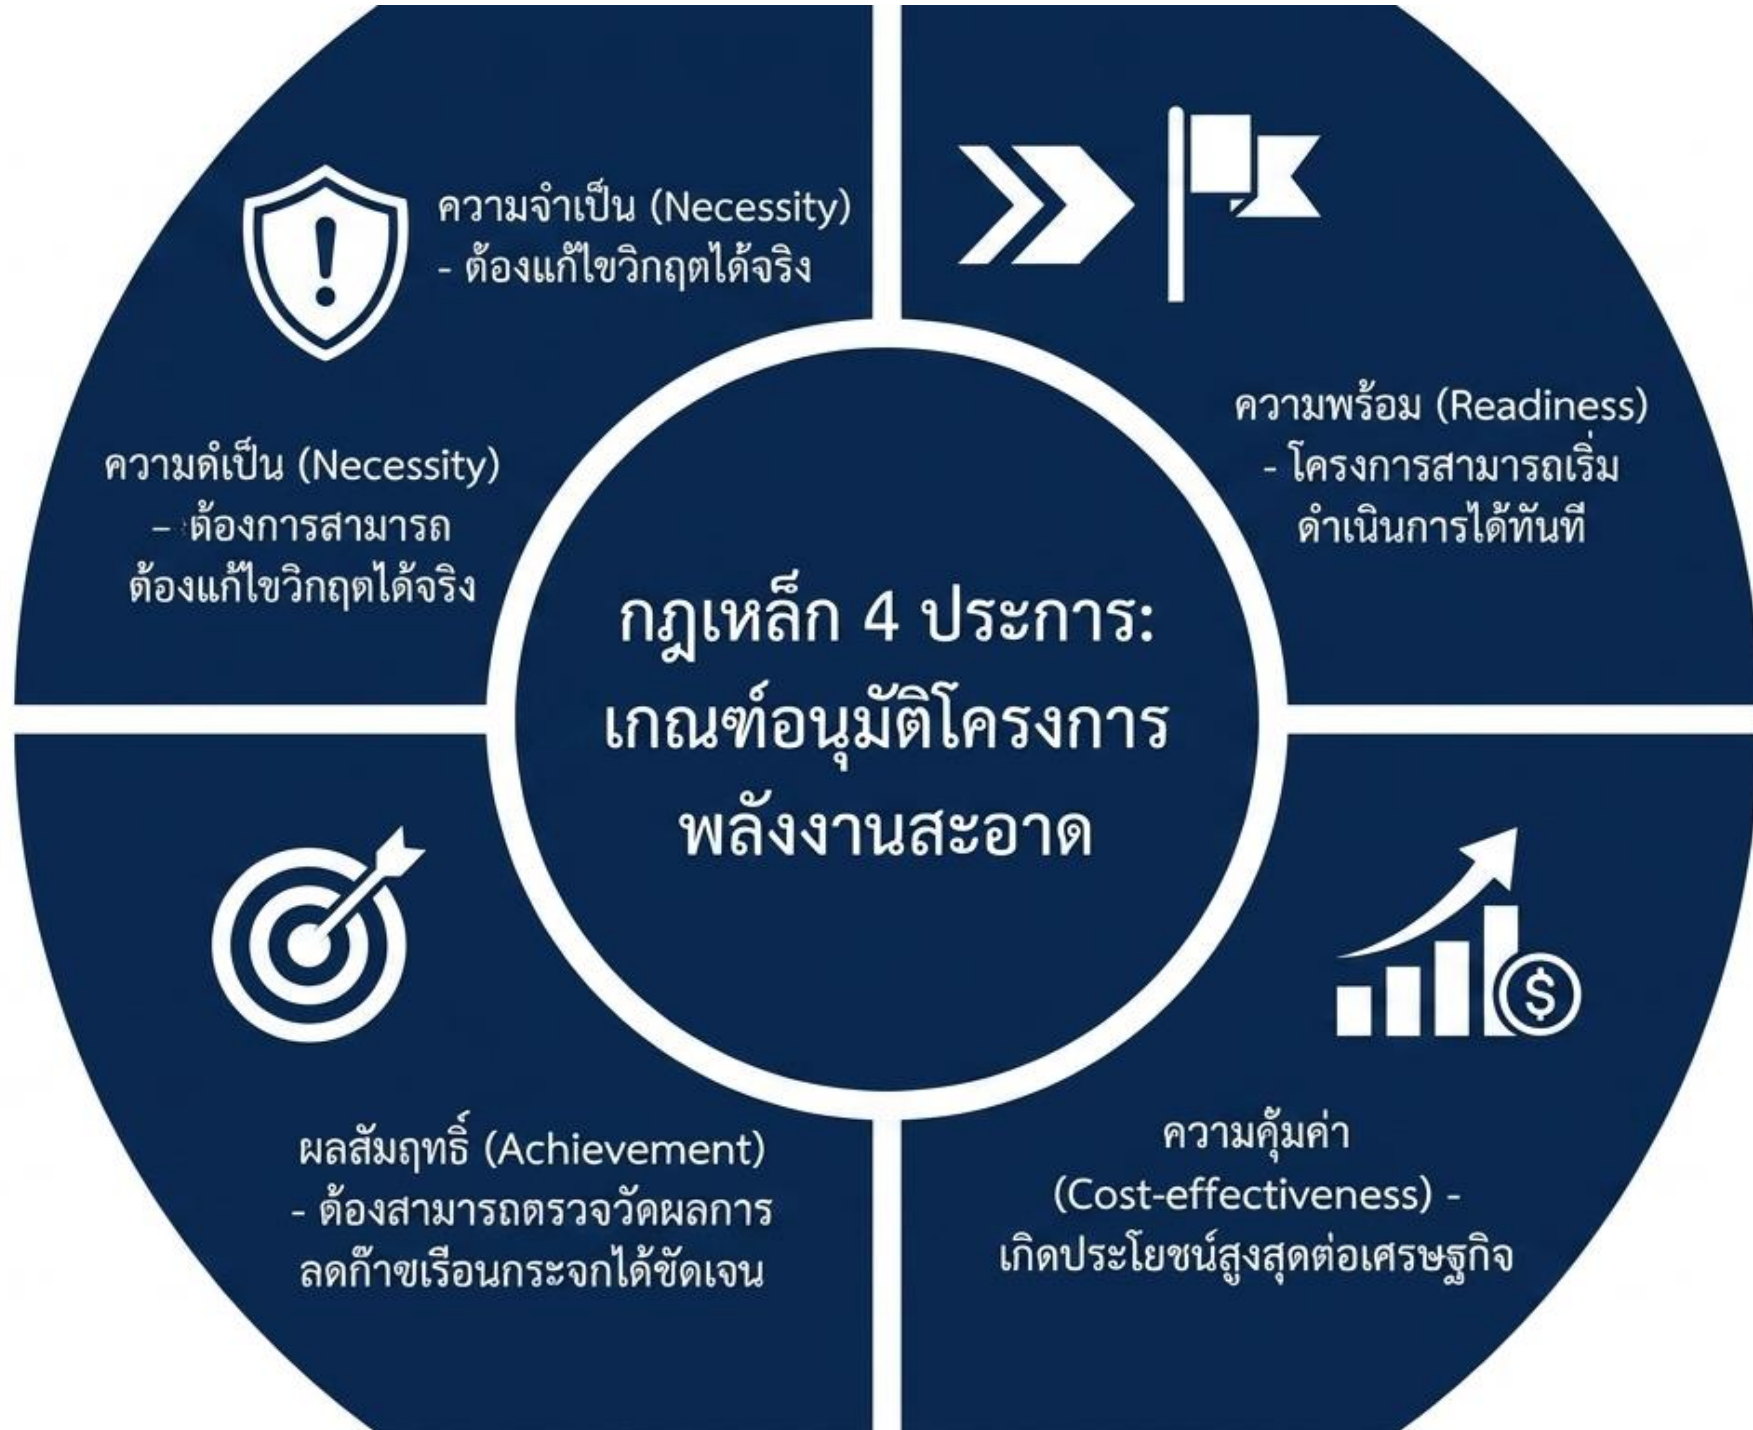 ความจำเป็น (Necessity)
- ต้องแก้ไขวิกฤตได้จริง
ความดำเป็น (Necessity)
– ด้องการสามารถ
ต้องแก้ไขวิกฤตได้จริง
ความพร้อม (Readiness)
- โครงการสามารถเริ่ม
ดำเนินการได้ทันที
กฎเหล็ก 4 ประการ:
เกณฑ์อนุมัติโครงการ
พลังงานสะอาด
ผลสัมฤทธิ์ (Achievement)
- ด้องสามารถตรวจวัดผลการ
ลดก๊าขเรือนกระจกได้ขัดเจน
ความคุ้มค่า
(Cost-effectiveness) -
เกิดประโยชน์สูงสุดต่อเศรษฐกิจ
$